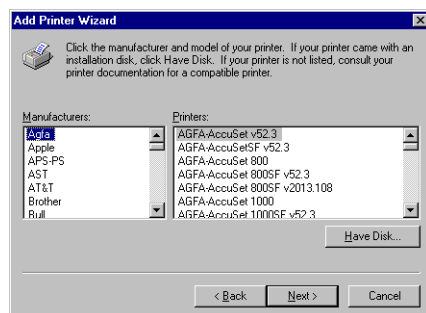 Add Printer Wizard
Click the manufacturer and model of your printer. If your printer came with an
installation disk, click Have Disk. If your printer is not listed, consult your
printer documentation for a compatible printer.
Manufacturers:
Printers:
Agfa
Apple
APS-PS
AST
AT&T
Brother
Bull
AGFA-AccuSet v52.3
AGFA-AccuSetSF v52.3
AGFA-AccuSet 800
AGFA-AccuSet 800SF v52.3
AGFA-AccuSet 800SF v2013.108
AGFA-AccuSet 1000
AGFA-AccuSet 1000SF v52.3
Have Disk...
< Back
Next >
Cancel